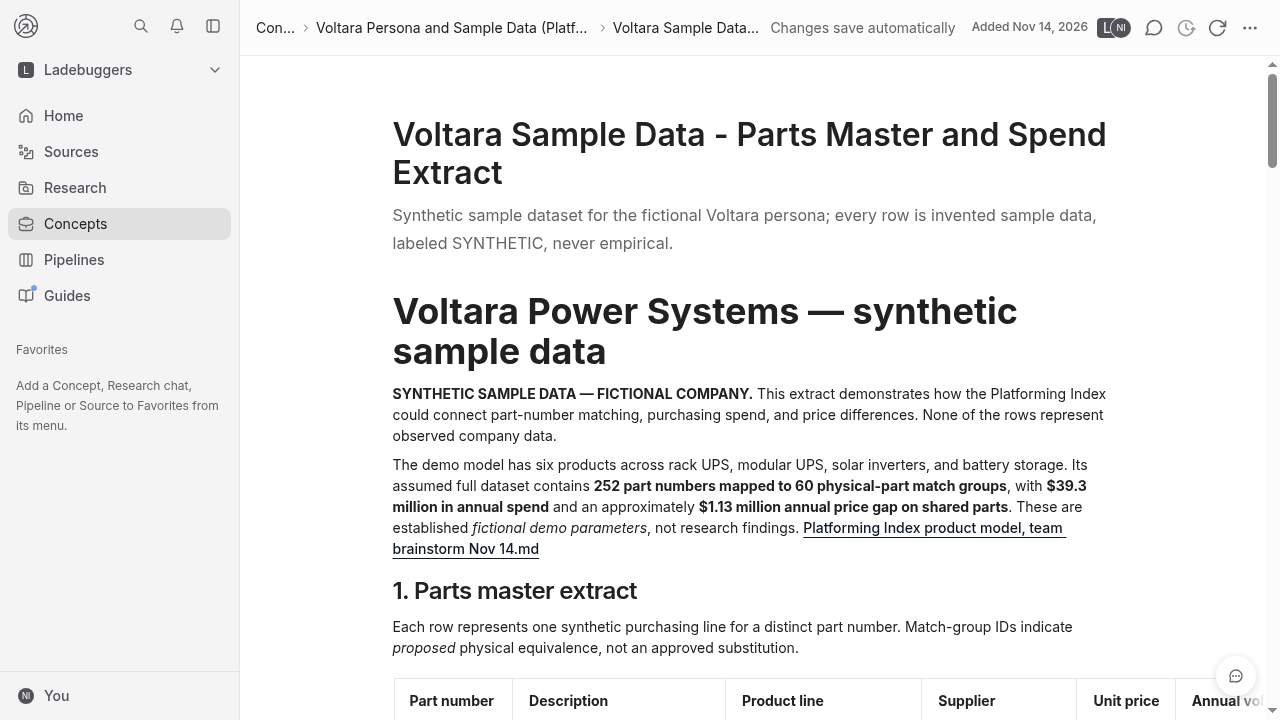 Con...
Voltara Persona and Sample Data (Platf...
Voltara Sample Data...
Changes save automatically
Added Nov 14, 2026
L
NI
L
Ladebuggers
Home
Sources
Research
Concepts
Pipelines
Guides
Favorites
Add a Concept, Research chat,
Pipeline or Source to Favorites from
its menu.
NI
You
Voltara Sample Data - Parts Master and Spend
Extract
Synthetic sample dataset for the fictional Voltara persona; every row is invented sample data,
labeled SYNTHETIC, never empirical.
Voltara Power Systems — synthetic
sample data
SYNTHETIC SAMPLE DATA — FICTIONAL COMPANY. This extract demonstrates how the Platforming Index
could connect part-number matching, purchasing spend, and price differences. None of the rows represent
observed company data.
The demo model has six products across rack UPS, modular UPS, solar inverters, and battery storage. Its
assumed full dataset contains 252 part numbers mapped to 60 physical-part match groups, with $39.3
million in annual spend and an approximately $1.13 million annual price gap on shared parts. These are
established fictional demo parameters, not research findings. Platforming Index product model, team
brainstorm Nov 14.md
1. Parts master extract
Each row represents one synthetic purchasing line for a distinct part number. Match-group IDs indicate
proposed physical equivalence, not an approved substitution.
Part number
Description
Product line
Supplier
Unit price
Annual vol